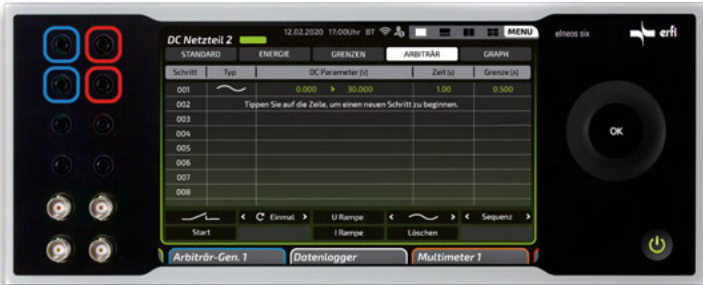 DC Netzteil 2 12.02.2020 17:00Uhr BT MENU
elneos six erfi
STANDARD ENERGIE GRENZEN ARBITRÄR GRAPH
Schritt Typ DC Parameter [V] Zeit [s] Grenze [A]
001 0.000 > 30.000 1.00 0.500
002 Tippen Sie auf die Zeile, um einen neuen Schritt zu beginnen.
003
004
005
006
007
008
OK
< Einmal > U Rampe < > < Sequenz >
Start I Rampe Löschen
Arbiträr-Gen. 1 Datenlogger Multimeter 1